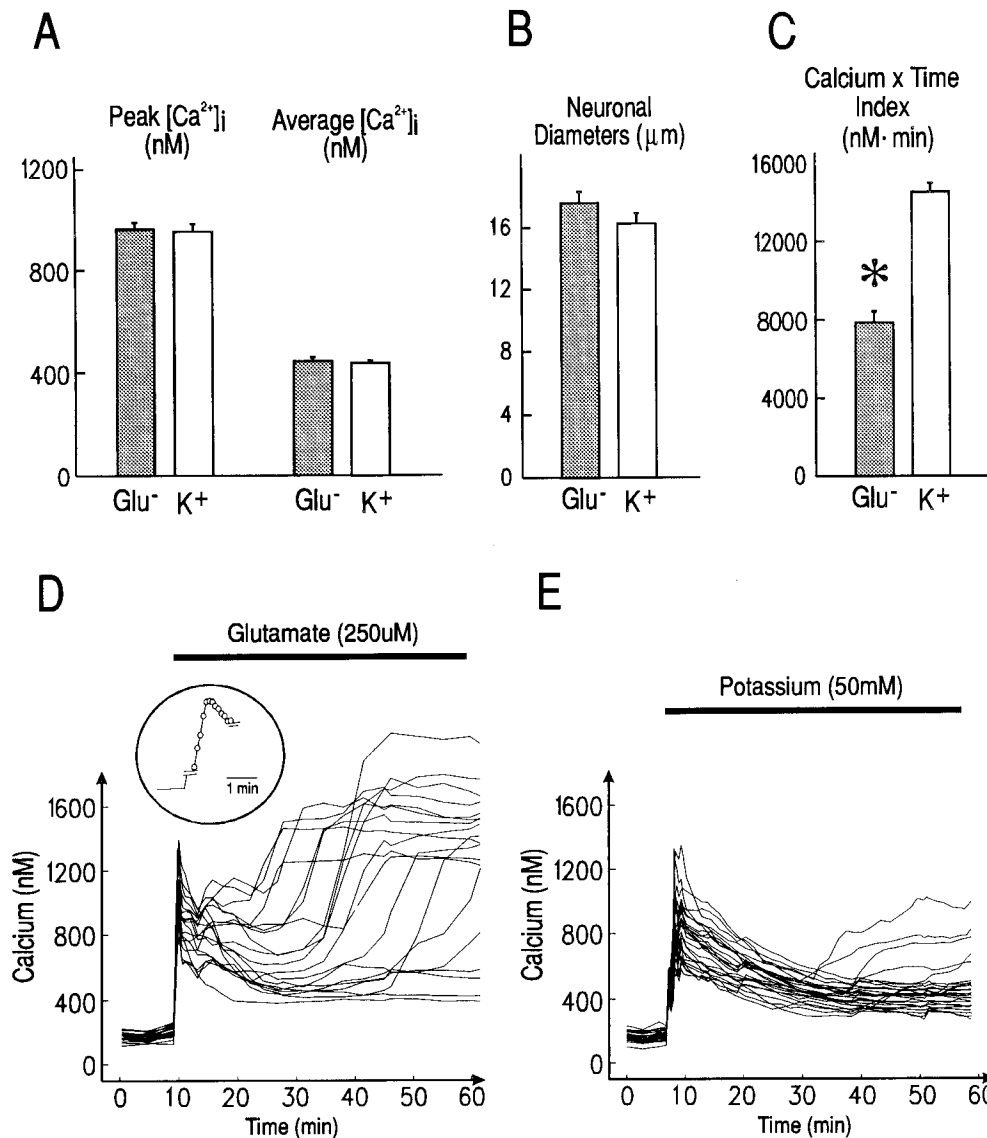 A
Peak [Ca²⁺]i
(nM)
Average [Ca²⁺]i
(nM)
1200
800
400
0
Glu⁻
K⁺
Glu⁻
K⁺
B
Neuronal
Diameters (μm)
16
12
8
4
0
Glu⁻
K⁺
C
Calcium x Time
Index
(nM· min)
16000
14000
8000
4000
0
*
Glu⁻
K⁺
D
Glutamate (250uM)
1 min
1600
1200
800
400
0
Calcium (nM)
0 10 20 30 40 50 60
Time (min)
E
Potassium (50mM)
1600
1200
800
400
0
Calcium (nM)
0 10 20 30 40 50 60
Time (min)